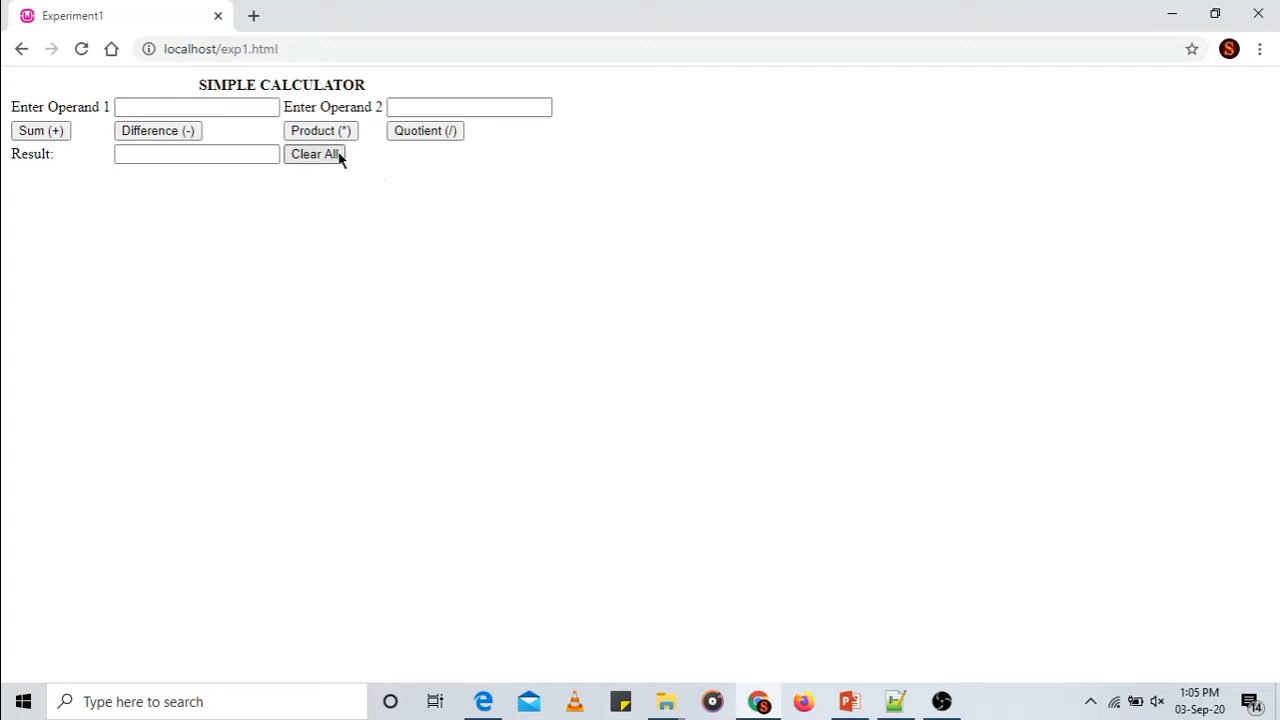 Experiment1
localhost/exp1.html
S
SIMPLE CALCULATOR
Enter Operand 1 Enter Operand 2
Sum (+) Difference (-) Product (*) Quotient (/)
Result: Clear All
Type here to search
1:05 PM
03-Sep-20
14